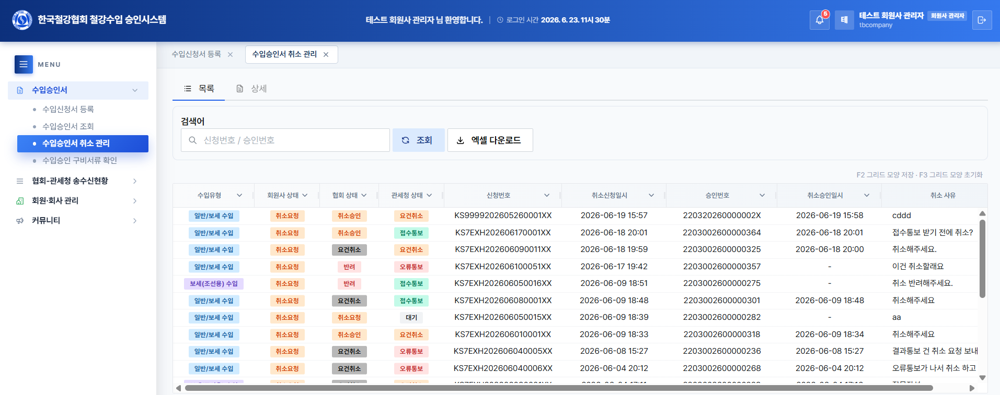 한국철강협회 철강수입 승인시스템
테스트 회원사 관리자 님 환영합니다. | 로그인 시간 2026. 6. 23. 11시 30분
5
테
테스트 회원사 관리자 회원사 관리자
tbcompany
MENU
수입승인서
수입신청서 등록
수입승인서 조회
수입승인서 취소 관리
수입승인 구비서류 확인
협회-관세청 송수신현황
회원·회사 관리
커뮤니티
수입신청서 등록
수입승인서 취소 관리
목록
상세
검색어
신청번호 / 승인번호
조회
엑셀 다운로드
F2 그리드 모양 저장 · F3 그리드 모양 초기화
수입유형 회원사 상태 협회 상태 관세청 상태 신청번호 취소신청일시 승인번호 취소승인일시 취소 사유
일반/보세 수입 취소요청 취소승인 요건취소 KS9999202605260001XX 2026-06-19 15:57 220320260000002X 2026-06-19 15:58 cddd
일반/보세 수입 취소요청 취소승인 접수통보 KS7EXH202606170001XX 2026-06-18 20:01 2203002600000364 2026-06-18 20:01 접수통보 받기 전에 취소?
일반/보세 수입 취소요청 요건취소 요건취소 KS7EXH202606090011XX 2026-06-18 19:59 2203002600000325 2026-06-18 20:00 취소해주세요.
일반/보세 수입 취소요청 반려 오류통보 KS7EXH202606100051XX 2026-06-17 19:42 2203002600000357 - 이건 취소할래요
보세(조선용) 수입 취소요청 반려 접수통보 KS7EXH202606050016XX 2026-06-09 18:51 2203002600000275 - 취소 반려해주세요.
일반/보세 수입 취소요청 요건취소 접수통보 KS7EXH202606080001XX 2026-06-09 18:48 2203002600000301 2026-06-09 18:48 취소해주세요
일반/보세 수입 취소요청 취소요청 대기 KS7EXH202606050015XX 2026-06-09 18:39 2203002600000282 - aa
일반/보세 수입 취소요청 취소승인 요건취소 KS7EXH202606010001XX 2026-06-09 18:33 2203002600000318 2026-06-09 18:34 취소해주세요
일반/보세 수입 취소요청 요건취소 오류통보 KS7EXH202606040005XX 2026-06-08 15:27 2203002600000236 2026-06-08 15:27 결과통보 건 취소 요청 보내
일반/보세 수입 취소요청 요건취소 오류통보 KS7EXH202606040006XX 2026-06-04 20:12 2203002600000268 2026-06-04 20:12 오류통보가 나서 취소 하고